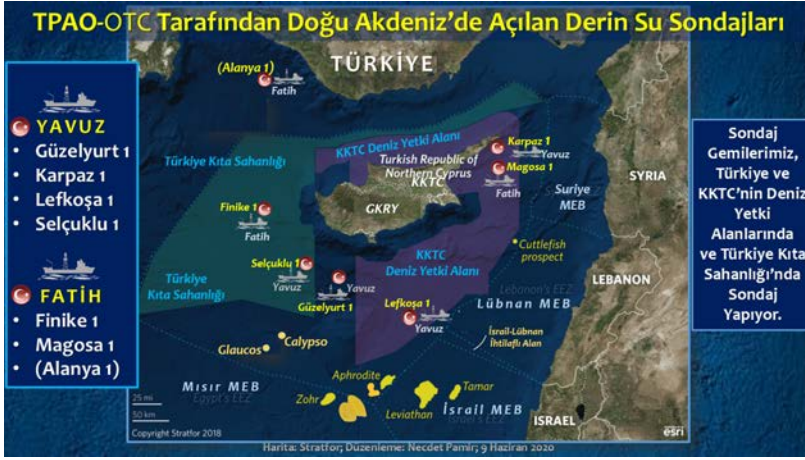 TPAO-OTC Tarafından Doğu Akdeniz'de Açılan Derin Su Sondajları
YAVUZ
• Güzelyurt 1
• Karpaz 1
• Lefkoşa 1
• Selçuklu 1
FATİH
• Finike 1
• Magosa 1
• (Alanya 1)
(Alanya 1)
Fatih
TÜRKİYE
Türkiye Kıta Sahanlığı
KKTC Deniz Yetki Alanı
Turkish Republic of
Northern Cyprus
KKTC
GKRY
Karpaz 1
Yavuz
Magosa 1
Fatih
Suriye
MEB
SYRIA
Finike 1
Fatih
Selçuklu 1
Yavuz
Türkiye
Kıta Sahanlığı
Yavuz
Güzelyurt 1
KKTC
Deniz Yetki Alanı
Cuttlefish
prospect
Lebanon's EEZ
Lübnan MEB
LEBANON
Lefkoşa 1
Yavuz
İsrail-Lübnan
İhtilaflı Alan
Calypso
Glaucos
Mısır MEB
Egypt's EEZ
Aphrodite
Zohr
Leviathan
Tamar
İsrail MEB
ISRAEL
25 mi
50 km
Copyright Stratfor 2018
esri
Sondaj
Gemilerimiz,
Türkiye ve
KKTC'nin Deniz
Yetki
Alanlarında
ve Türkiye Kıta
Sahanlığı'nda
Sondaj
Yapıyor.
Harita: Stratfor; Düzenleme: Necdet Pamir; 9 Haziran 2020